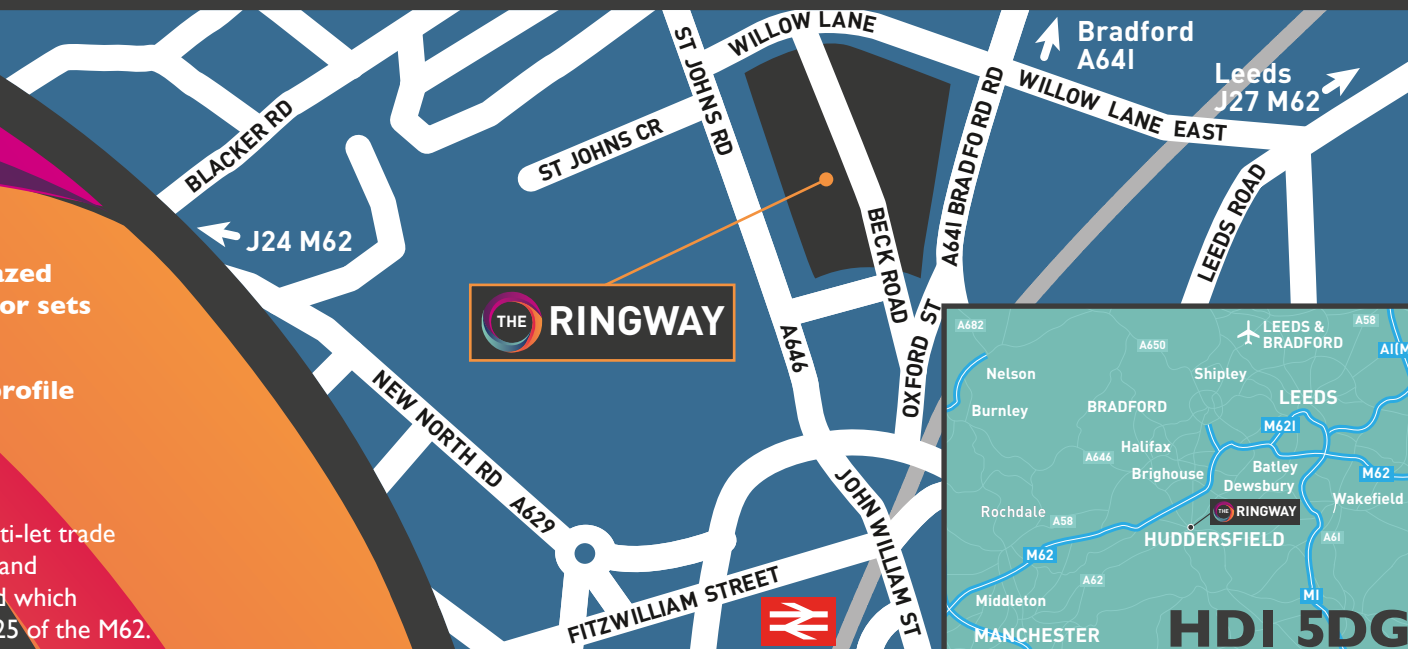 WILLOW LANE
Bradford
A641
Leeds
J27 M62
WILLOW LANE EAST
ST JOHNS RD
BLACKER RD
ST JOHNS CR
A641 BRADFORD RD
LEEDS ROAD
J24 M62
BECK ROAD
THE RINGWAY
A646
OXFORD ST
NEW NORTH RD A629
JOHN WILLIAM ST
FITZWILLIAM STREET
azed
or sets
profile
ti-let trade
and
d which
25 of the M62.
A682
A650
LEEDS &
BRADFORD
A58
A1(M
Nelson
Shipley
Burnley
BRADFORD
LEEDS
M621
A646
Halifax
Brighouse
Batley
Dewsbury
M62
Wakefield
Rochdale
A58
THE RINGWAY
HUDDERSFIELD
A61
M62
A62
Middleton
M1
MANCHESTER
HD1 5DG